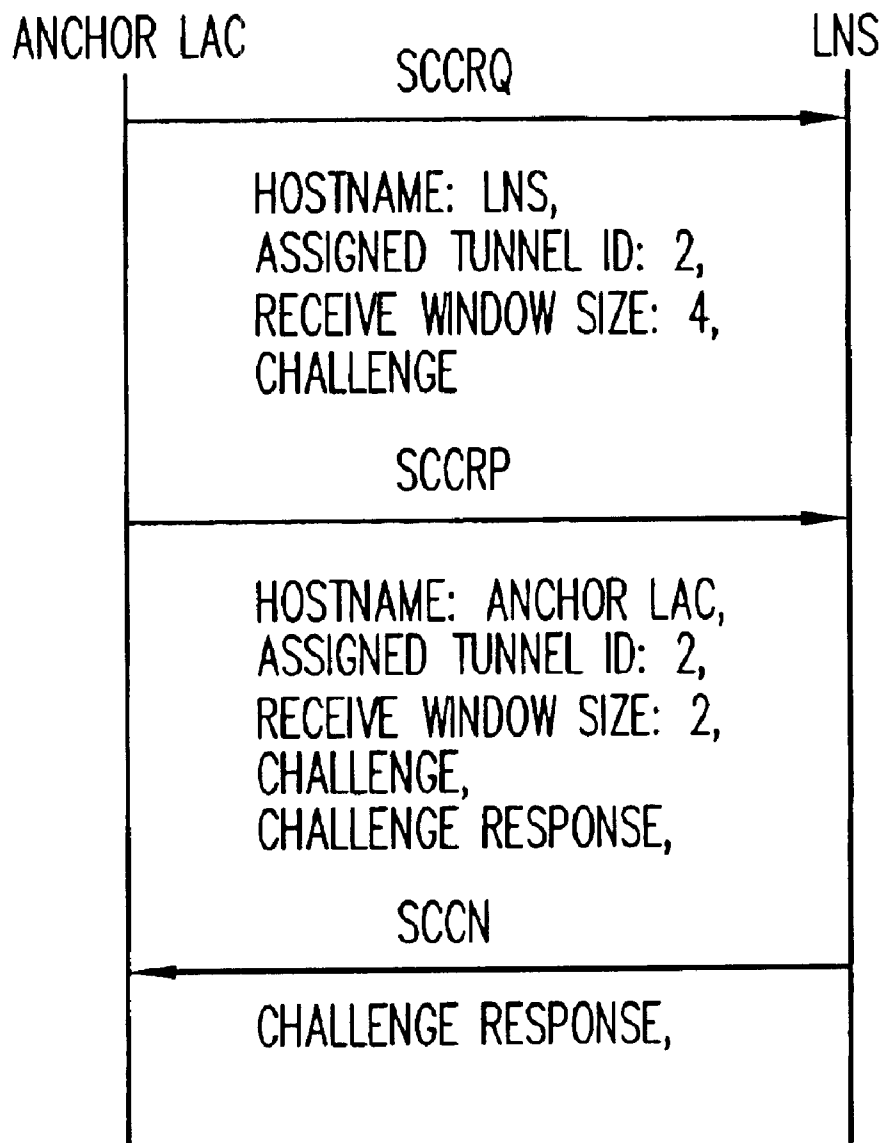 ANCHOR LAC LNS
SCCRQ
HOSTNAME: LNS,
ASSIGNED TUNNEL ID: 2,
RECEIVE WINDOW SIZE: 4,
CHALLENGE
SCCRP
HOSTNAME: ANCHOR LAC,
ASSIGNED TUNNEL ID: 2,
RECEIVE WINDOW SIZE: 2,
CHALLENGE,
CHALLENGE RESPONSE,
SCCN
CHALLENGE RESPONSE,